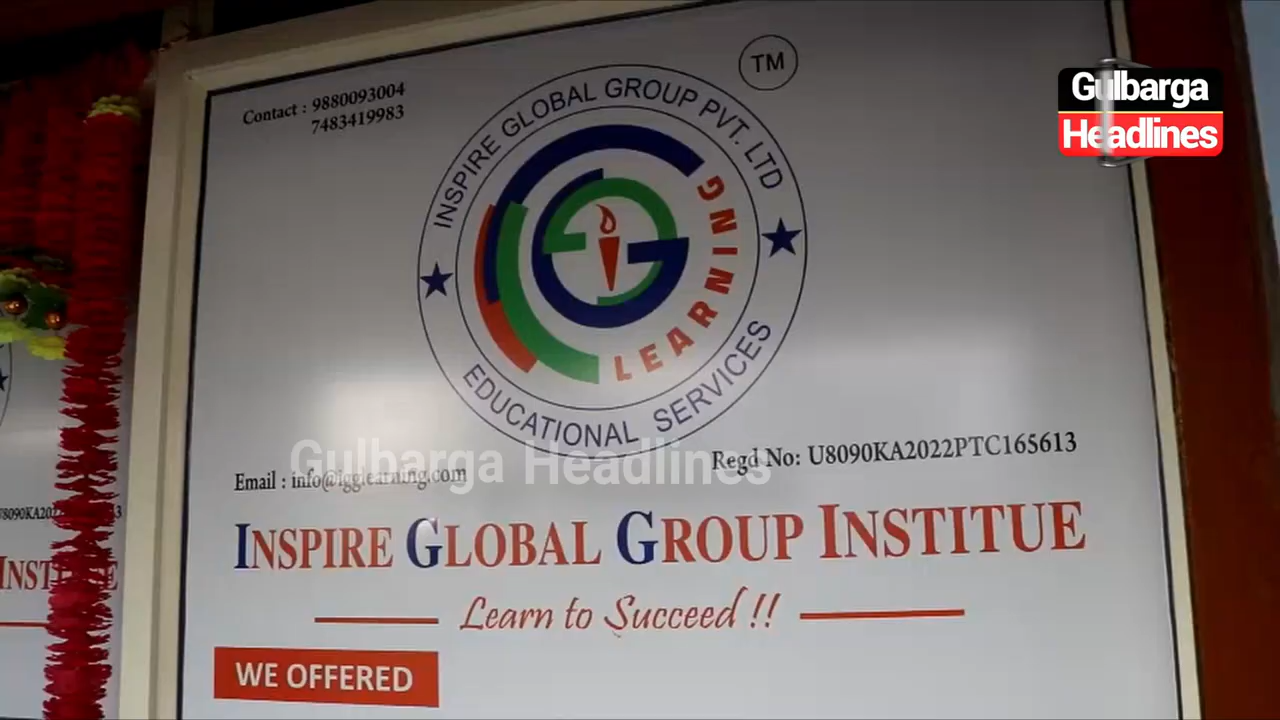 Contact : 9880093004
7483419983
TM
INSPIRE GLOBAL GROUP PVT. LTD
LEARNING
EDUCATIONAL SERVICES
Gulbarga
Headlines
Gulbarga Headlines
Email : info@igglearning.com
Regd No: U8090KA2022PTC165613
INSPIRE GLOBAL GROUP INSTITUE
Learn to Succeed !!
WE OFFERED